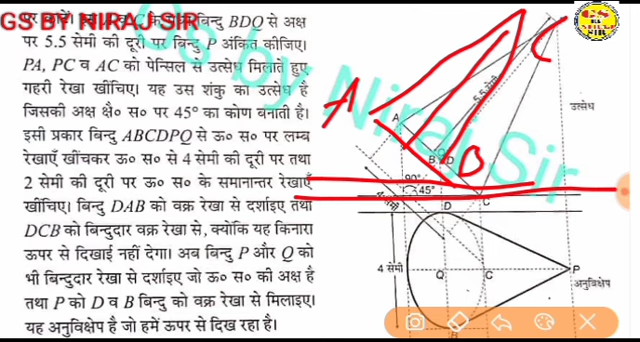 GS BY NIRAJ SIR
बिन्दु BDQ से अक्ष
पर 5.5 सेमी की दूरी पर बिन्दु P अंकित कीजिए।
PA, PC व AC को पेन्सिल से उत्सेध मिलाते हुए
गहरी रेखा खींचिए। यह उस शंकु का उत्सेध है
जिसकी अक्ष क्षै० स० पर 45° का कोण बनाती है।
इसी प्रकार बिन्दु ABCDPQ से ऊ० स० पर लम्ब
रेखाएँ खींचकर ऊ० स० से 4 सेमी की दूरी पर तथा
2 सेमी की दूरी पर ऊ० स० के समानान्तर रेखाएँ
खींचिए। बिन्दु DAB को वक्र रेखा से दर्शाइए तथा
DCB को बिन्दुदार वक्र रेखा से, क्योंकि यह किनारा
ऊपर से दिखाई नहीं देगा। अब बिन्दु P और Q को
भी बिन्दुदार रेखा से दर्शाइए जो ऊ० स० की अक्ष है
तथा P को D व B बिन्दु को वक्र रेखा से मिलाइए।
यह अनुविक्षेप है जो हमें ऊपर से दिख रहा है।
Gs by Niraj Sir
A
C
D
5.5 सेमी
उत्सेध
A
Q
B D
90°
45°
C
D
4 सेमी
Q
C
P
अनुविक्षेप
B